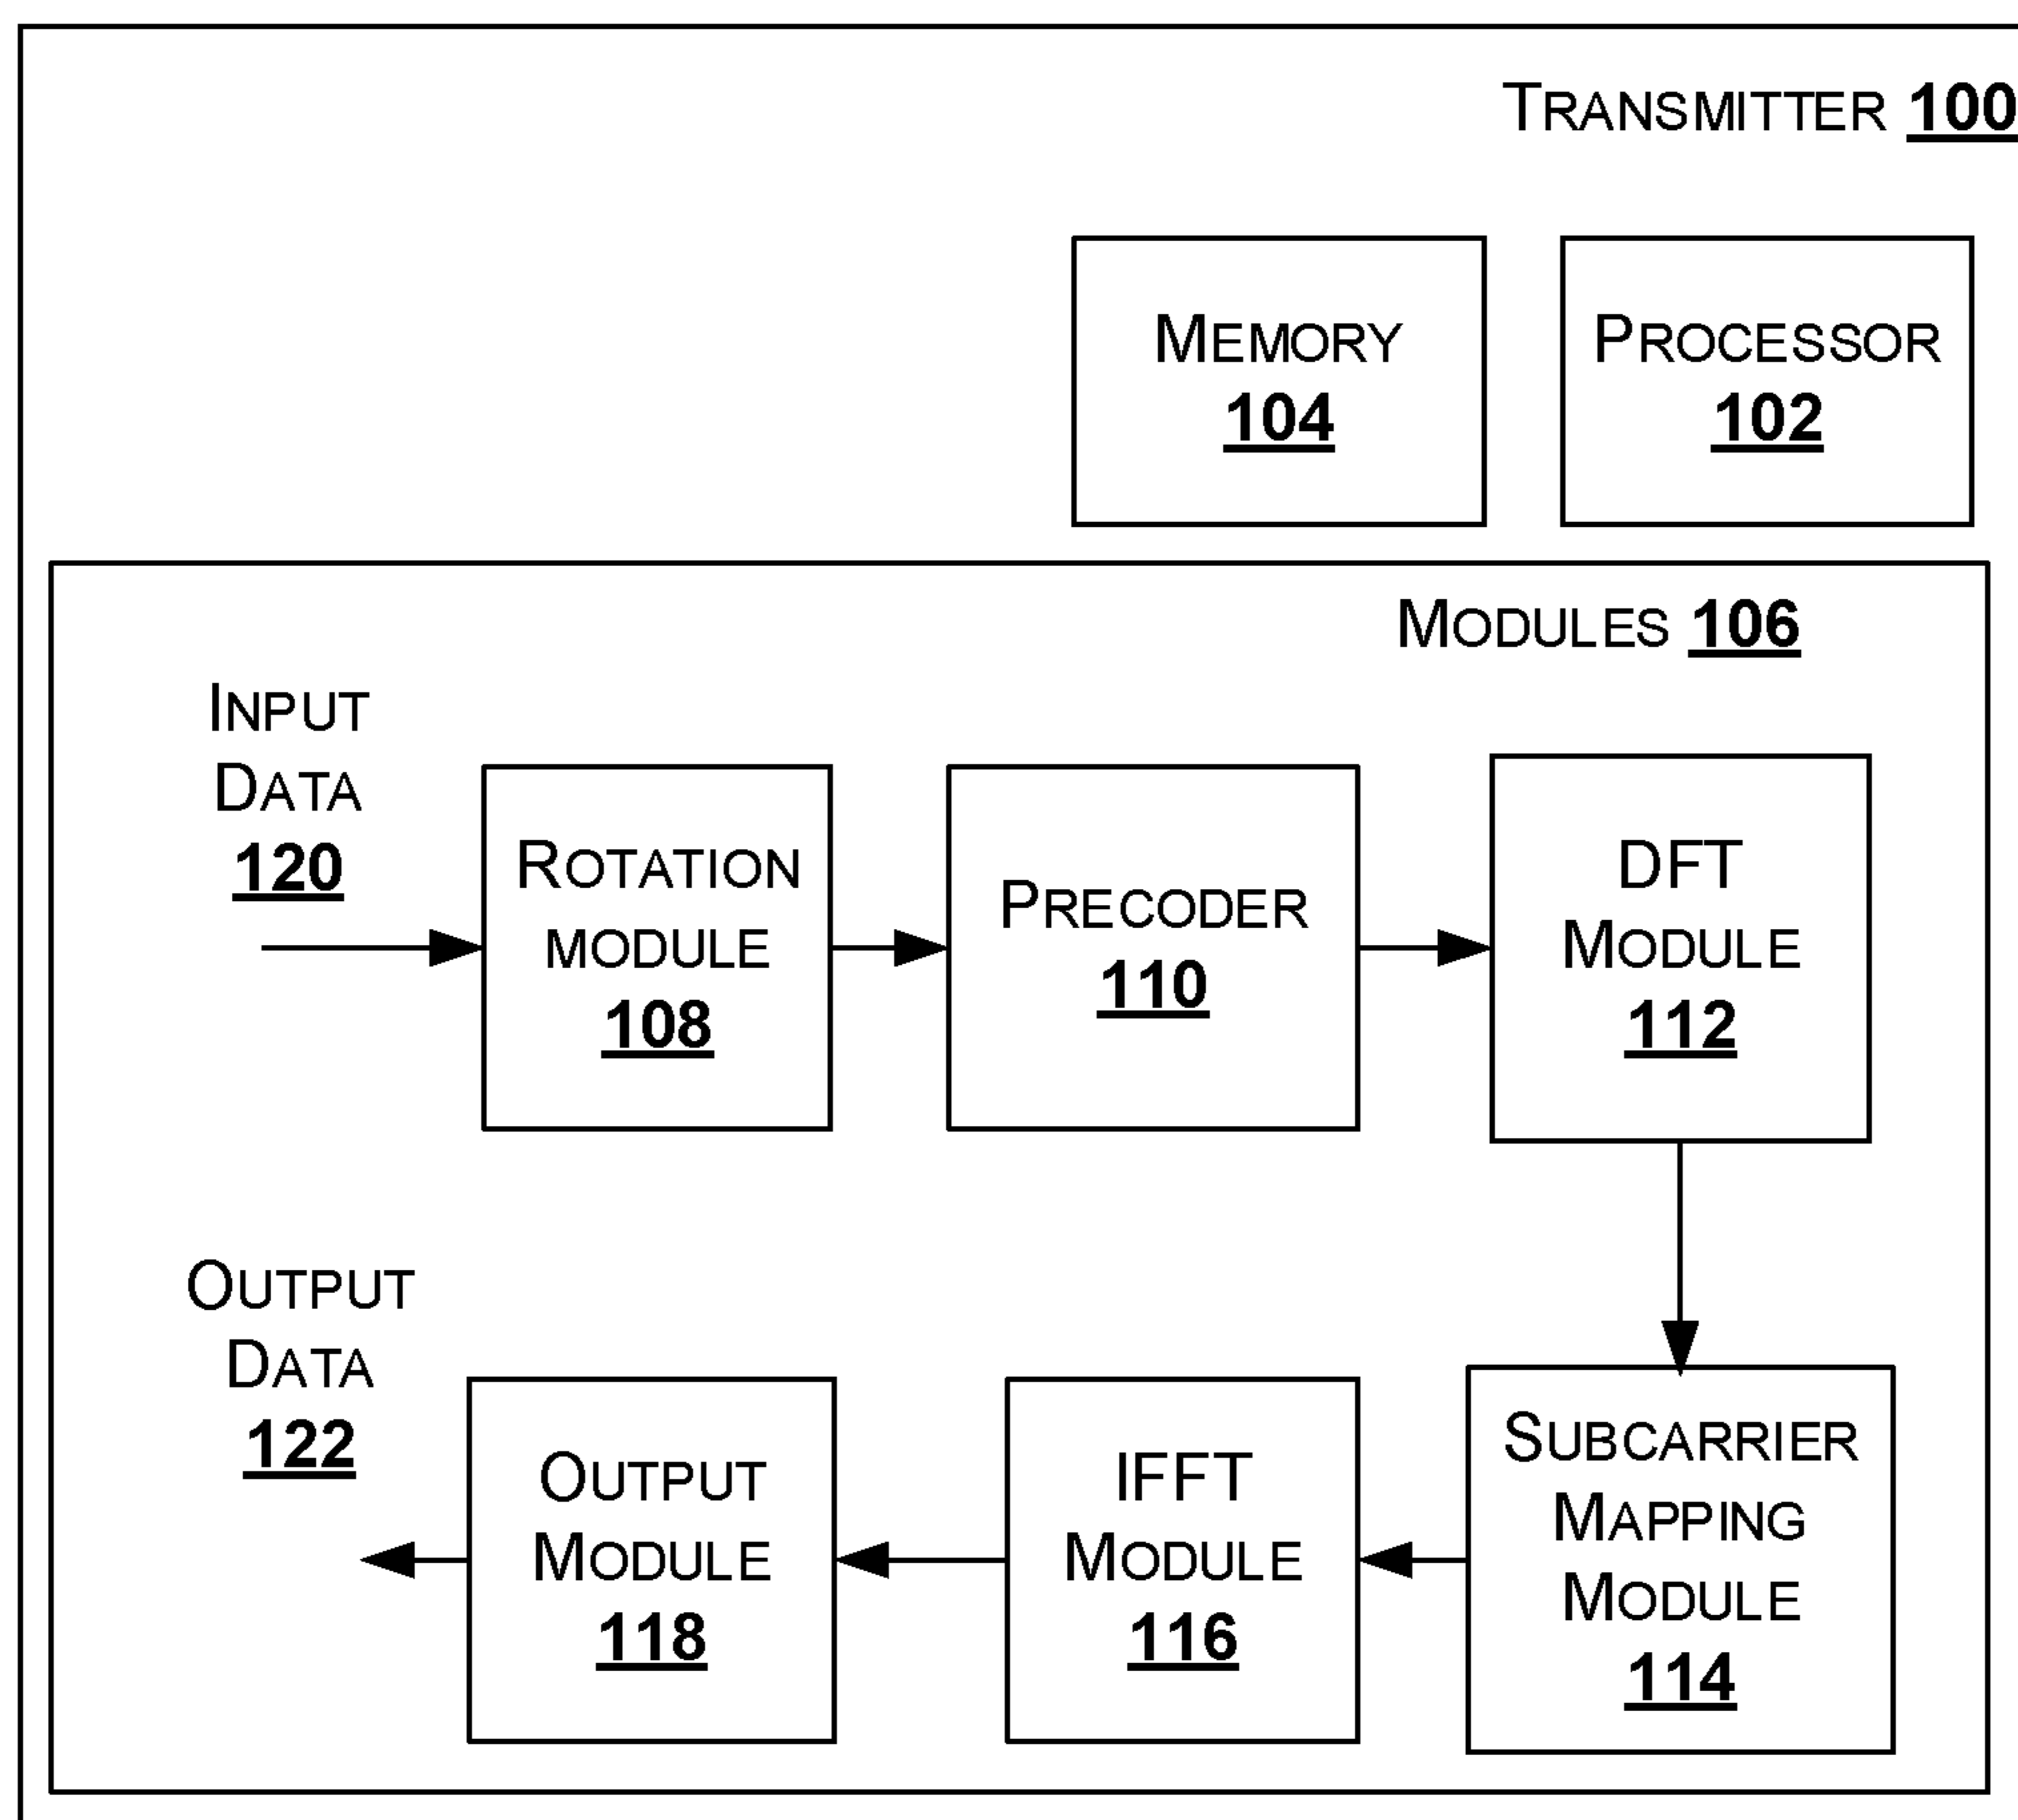 TRANSMITTER 100
MEMORY
104
PROCESSOR
102
MODULES 106
INPUT
DATA
120
ROTATION
MODULE
108
PRECODER
110
DFT
MODULE
112
SUBCARRIER
MAPPING
MODULE
114
IFFT
MODULE
116
OUTPUT
MODULE
118
OUTPUT
DATA
122